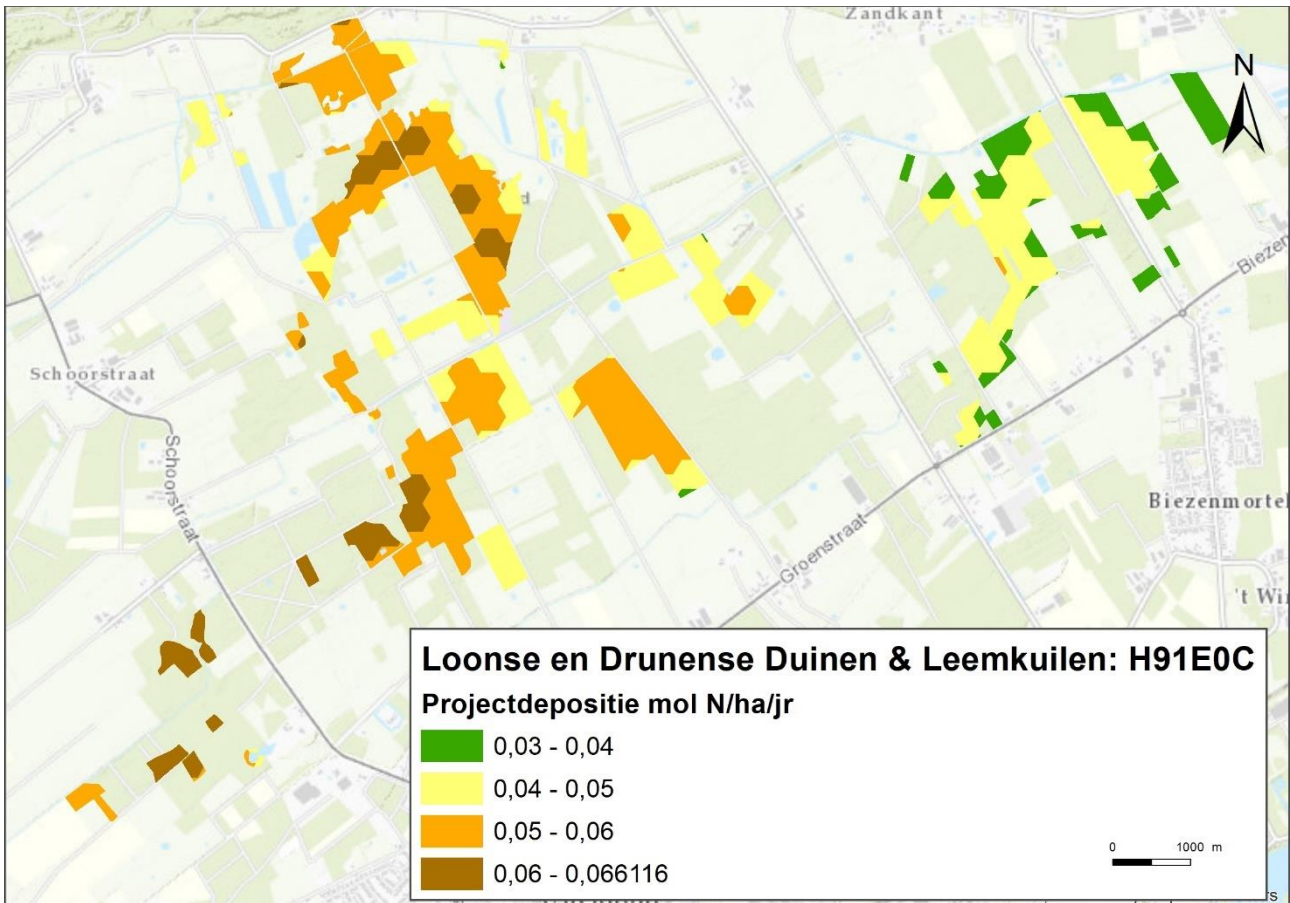 Zandkant
N
Biezen
Schoorstraat
Schoorstraat
Biezenmortel
Groenstraat
't Win
Loonse en Drunense Duinen & Leemkuilen: H91E0C
Projectdepositie mol N/ha/jr
0,03 - 0,04
0,04 - 0,05
0,05 - 0,06
0,06 - 0,066116
0 1000 m